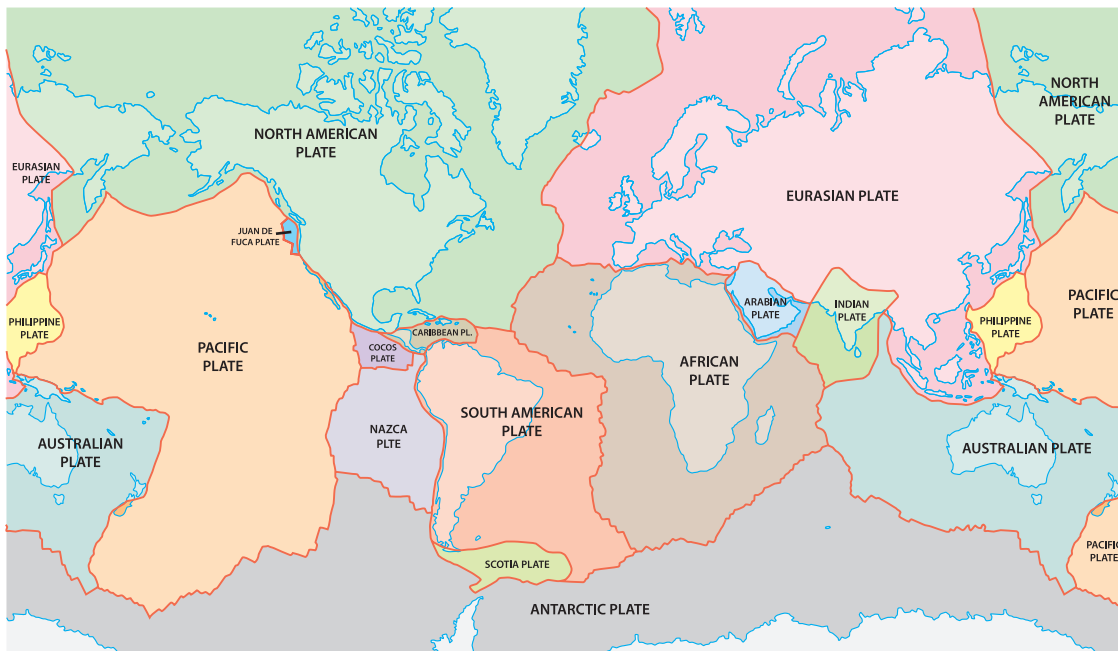 NORTH AMERICAN
PLATE
NORTH
AMERICAN
PLATE
EURASIAN
PLATE
EURASIAN PLATE
JUAN DE
FUCA PLATE
PHILIPPINE
PLATE
PACIFIC
PLATE
COCOS
PLATE
CARIBBEAN PL.
AFRICAN
PLATE
ARABIAN
PLATE
INDIAN
PLATE
PHILIPPINE
PLATE
PACIFIC
PLATE
AUSTRALIAN
PLATE
NAZCA
PLTE
SOUTH AMERICAN
PLATE
AUSTRALIAN PLATE
SCOTIA PLATE
PACIFIC
PLATE
ANTARCTIC PLATE